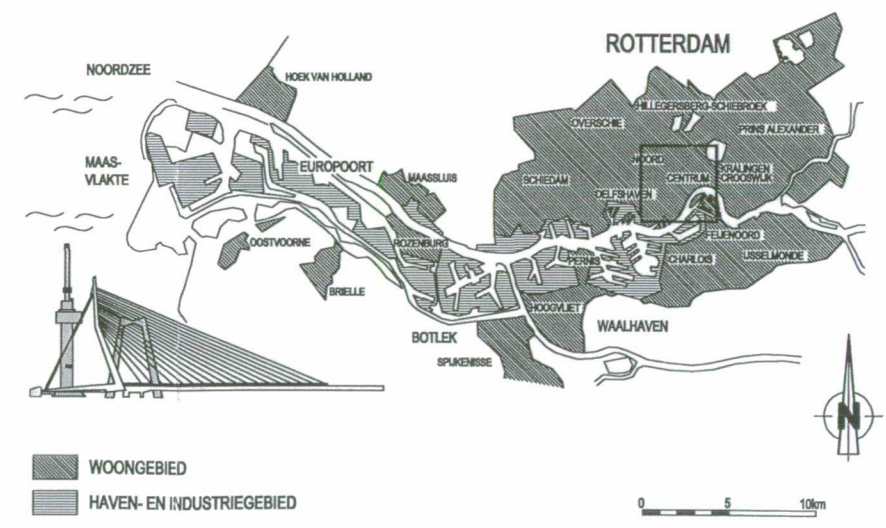 ROTTERDAM
NOORDZEE
HOEK VAN HOLLAND
HILLEGERSBERG-SCHIEBROEK
OVERSCHIE
PRINS ALEXANDER
NOORD
MAAS-
VLAKTE
EUROPOORT
MAASSLUIS
SCHIEDAM
CENTRUM
KRALINGEN
CROOSWIJK
DELFSHAVEN
FEIJENOORD
OOSTVOORNE
ROZENBURG
PERNIS
CHARLOIS
IJSSELMONDE
BRIELLE
HOOGVLIET
WAALHAVEN
BOTLEK
SPIJKENISSE
N
WOONGEBIED
HAVEN- EN INDUSTRIEGEBIED
0 5 10km